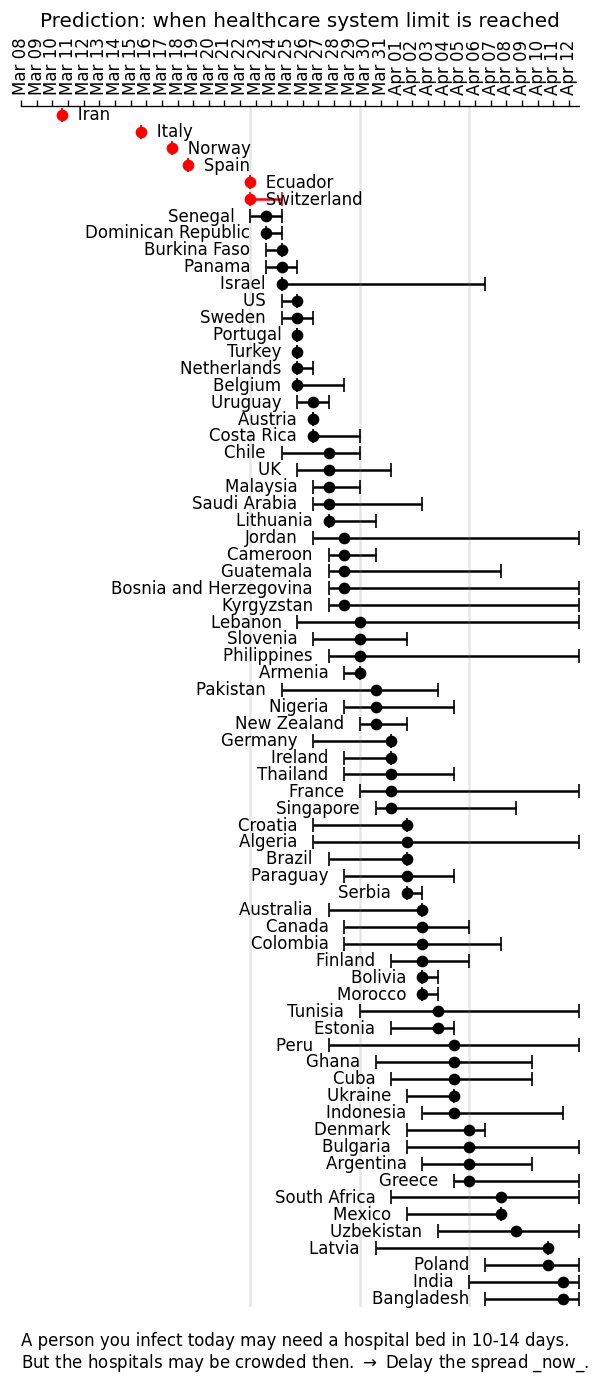 Prediction: when healthcare system limit is reached
Mar 08
Mar 09
Mar 10
Mar 11
Mar 12
Mar 13
Mar 14
Mar 15
Mar 16
Mar 17
Mar 18
Mar 19
Mar 20
Mar 21
Mar 22
Mar 23
Mar 24
Mar 25
Mar 26
Mar 27
Mar 28
Mar 29
Mar 30
Mar 31
Apr 01
Apr 02
Apr 03
Apr 04
Apr 05
Apr 06
Apr 07
Apr 08
Apr 09
Apr 10
Apr 11
Apr 12
Iran
Italy
Norway
Spain
Ecuador
Switzerland
Senegal
Dominican Republic
Burkina Faso
Panama
Israel
US
Sweden
Portugal
Turkey
Netherlands
Belgium
Uruguay
Austria
Costa Rica
Chile
UK
Malaysia
Saudi Arabia
Lithuania
Jordan
Cameroon
Guatemala
Bosnia and Herzegovina
Kyrgyzstan
Lebanon
Slovenia
Philippines
Armenia
Pakistan
Nigeria
New Zealand
Germany
Ireland
Thailand
France
Singapore
Croatia
Algeria
Brazil
Paraguay
Serbia
Australia
Canada
Colombia
Finland
Bolivia
Morocco
Tunisia
Estonia
Peru
Ghana
Cuba
Ukraine
Indonesia
Denmark
Bulgaria
Argentina
Greece
South Africa
Mexico
Uzbekistan
Latvia
Poland
India
Bangladesh
A person you infect today may need a hospital bed in 10-14 days.
But the hospitals may be crowded then. → Delay the spread _now_.